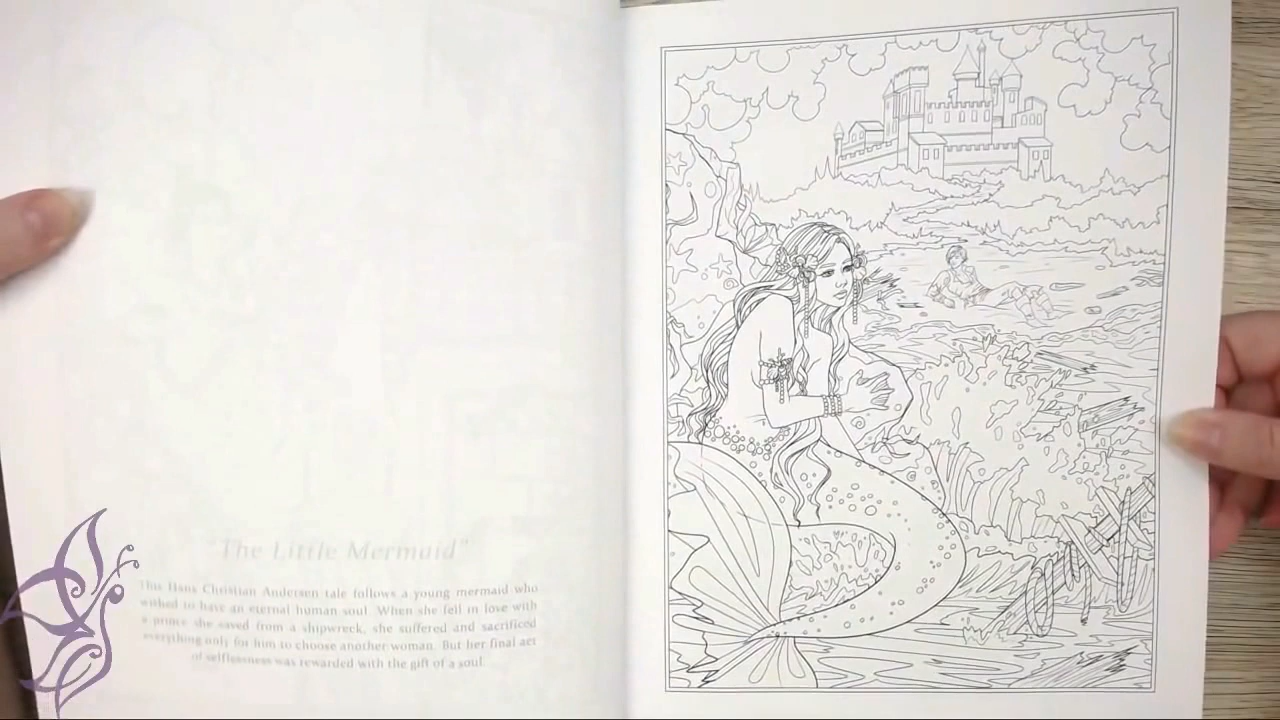 "The Little Mermaid"
This Hans Christian Andersen tale follows a young mermaid who
wished to have an eternal human soul. When she fell in love with
a prince she saved from a shipwreck, she suffered and sacrificed
everything only for him to choose another woman. But her final act
of selflessness was rewarded with the gift of a soul.